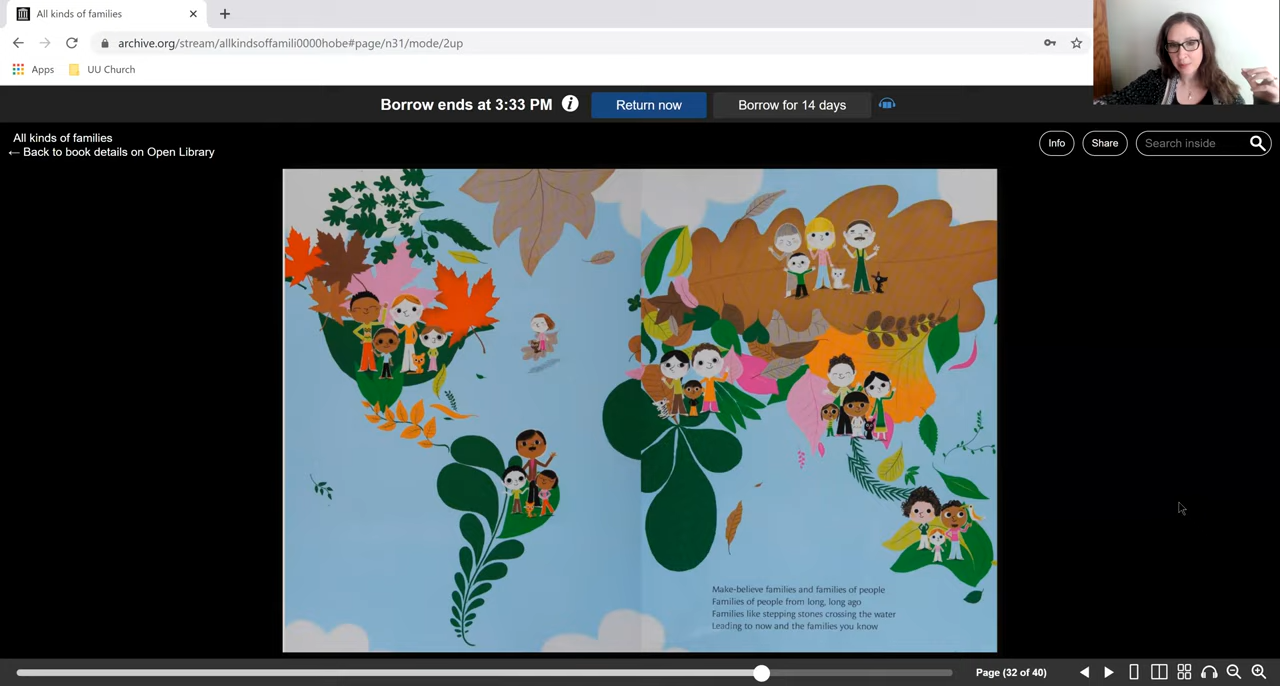 All kinds of families
archive.org/stream/allkindsoffamili0000hobe#page/n31/mode/2up
Apps
UU Church
Borrow ends at 3:33 PM
Return now
Borrow for 14 days
All kinds of families
← Back to book details on Open Library
Info
Share
Search inside
Make-believe families and families of people
Families of people from long, long ago
Families like stepping stones crossing the water
Leading to now and the families you know
Page (32 of 40)